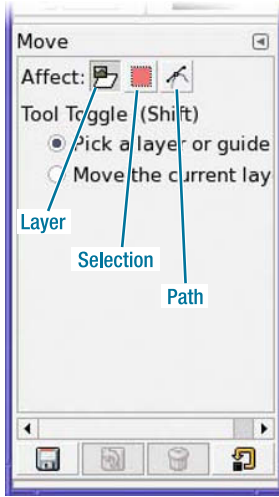 Move
Affect:
Tool Toggle (Shift)
Pick a layer or guide
Move the current lay
Layer
Selection
Path